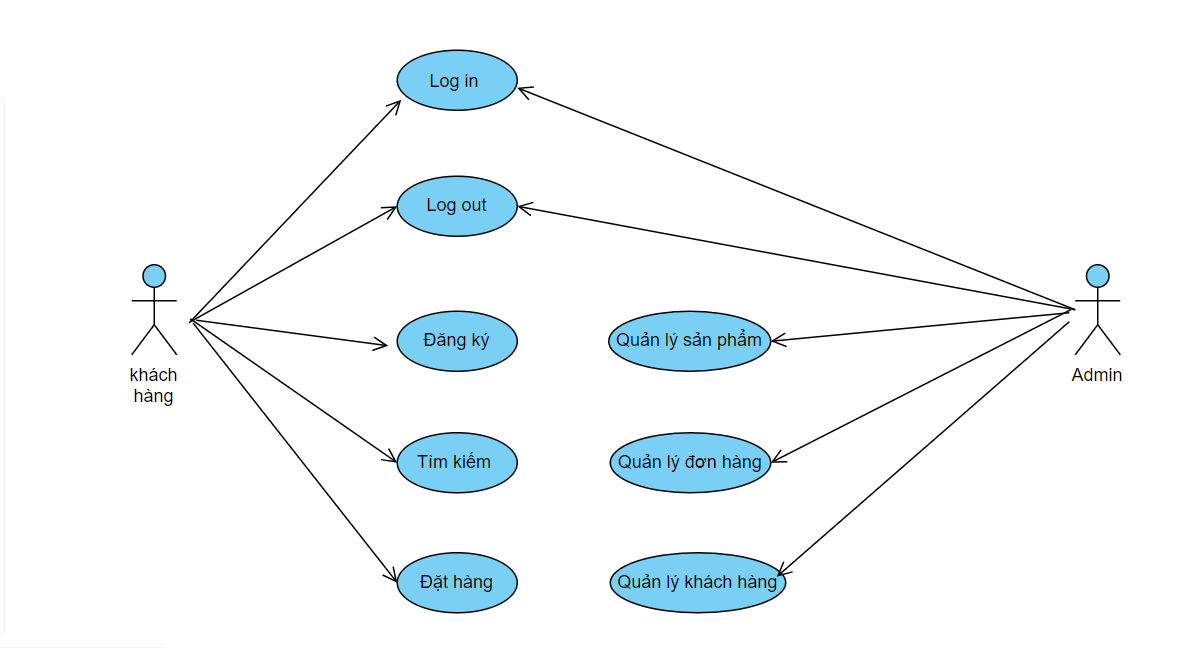 Log in
Log out
Đăng ký
Quản lý sản phẩm
khách
hàng
Admin
Tìm kiếm
Quản lý đơn hàng
Đặt hàng
Quản lý khách hàng